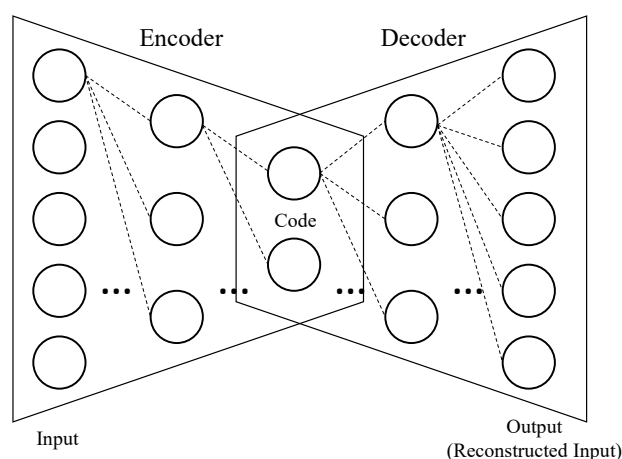 Encoder
Decoder
Code
... ... ... ...
Input
Output
(Reconstructed Input)